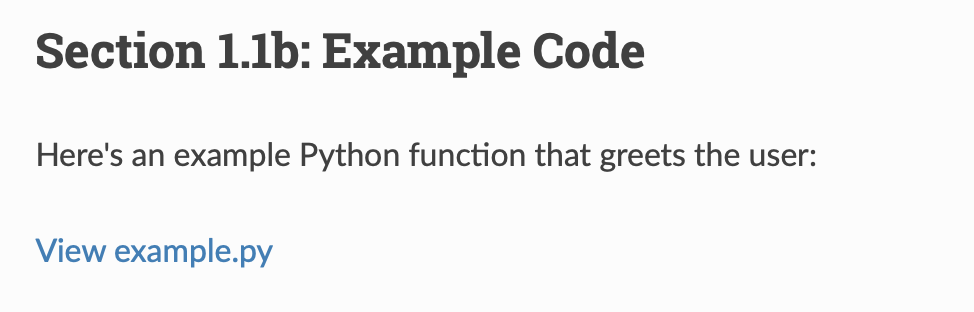 Section 1.1b: Example Code
Here's an example Python function that greets the user:
View example.py